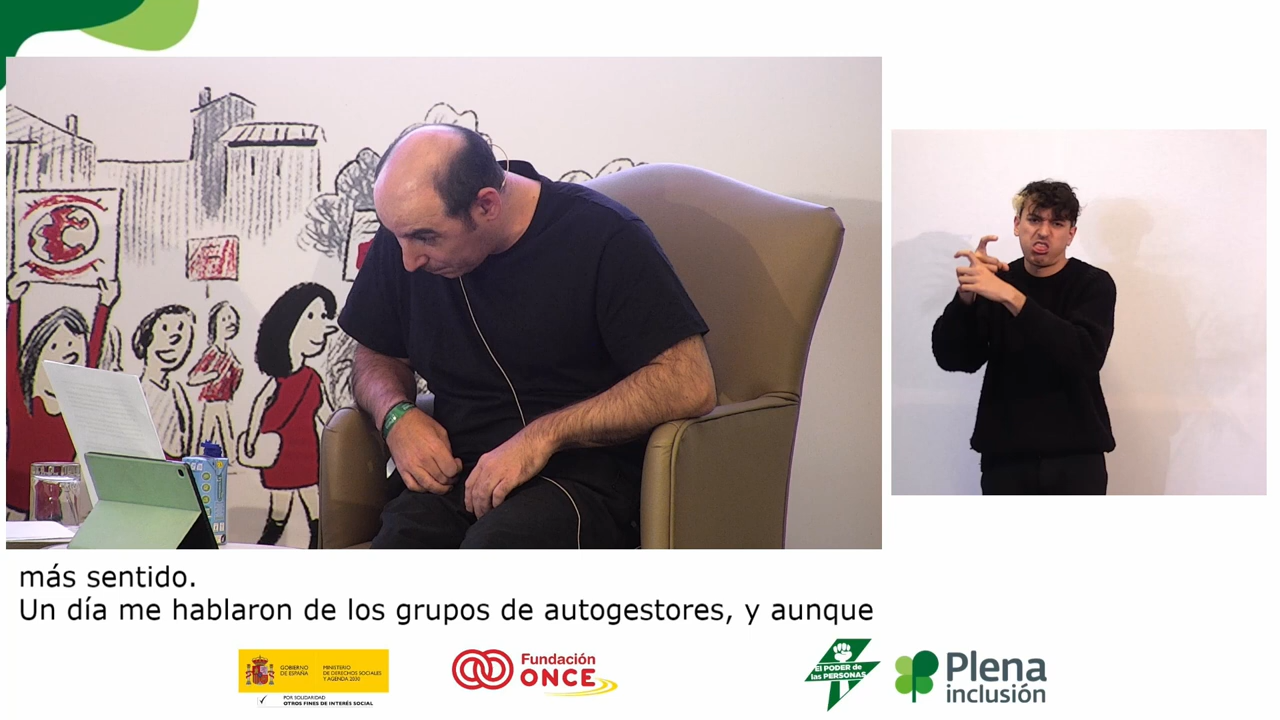 más sentido.
Un día me hablaron de los grupos de autogestores, y aunque
GOBIERNO
DE ESPAÑA
MINISTERIO
DE DERECHOS SOCIALES
Y AGENDA 2030
POR SOLIDARIDAD
OTROS FINES DE INTERÉS SOCIAL
Fundación
ONCE
El PODER de
las PERSONAS
Plena
inclusión